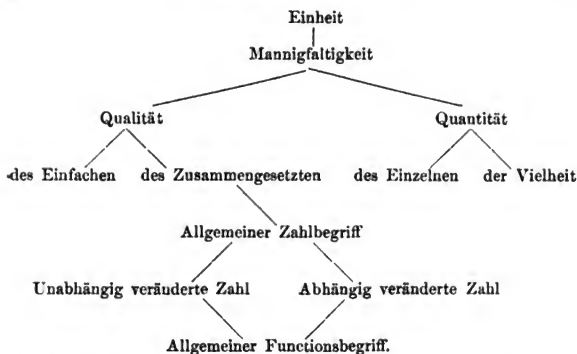 Einheit
Mannigfaltigkeit
Qualität Quantität
des Einfachen des Zusammengesetzten des Einzelnen der Vielheit
Allgemeiner Zahlbegriff
Unabhängig veränderte Zahl Abhängig veränderte Zahl
Allgemeiner Functionsbegriff.